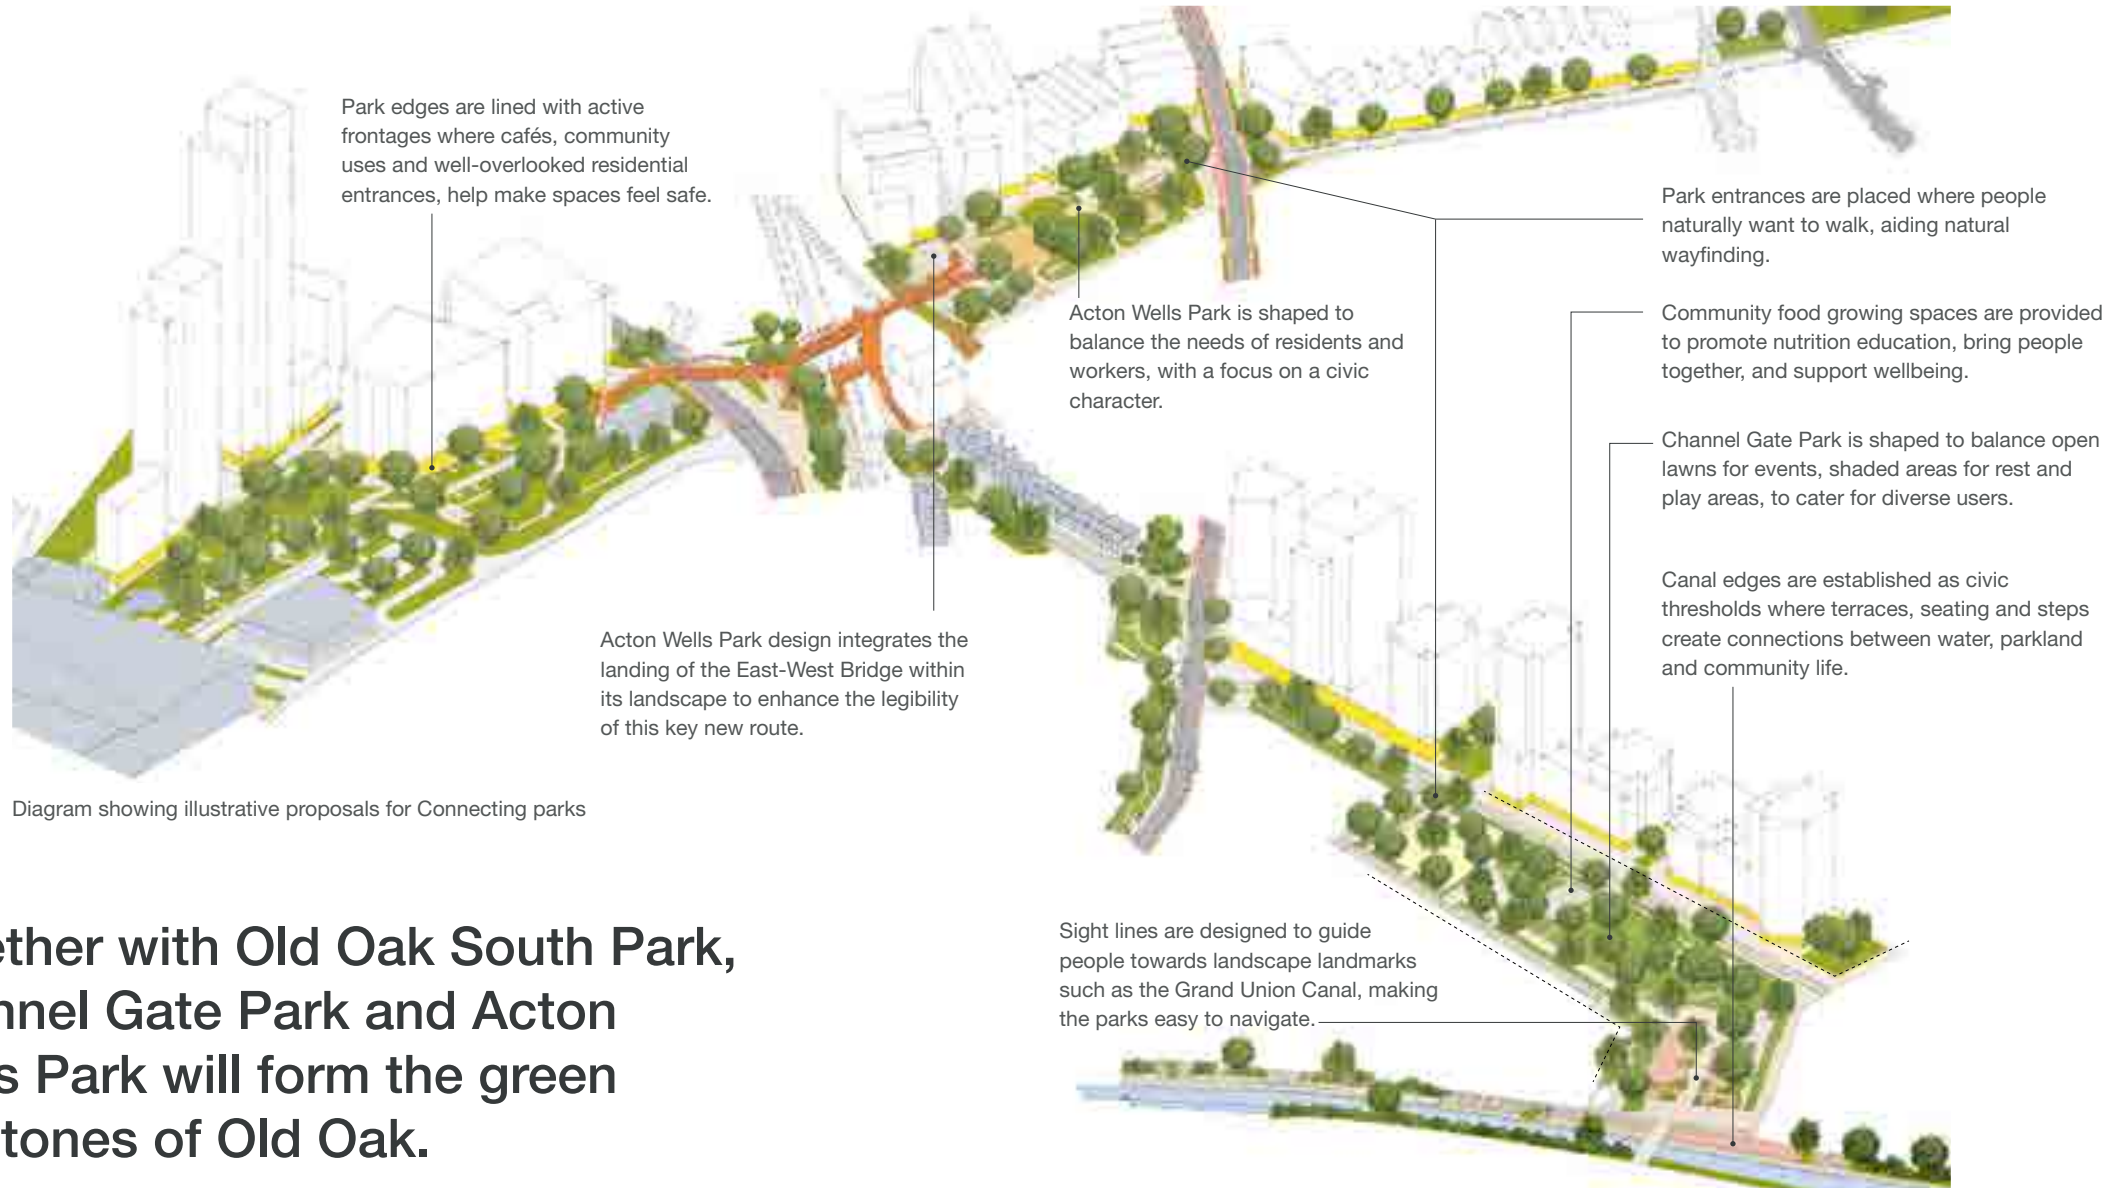 Park edges are lined with active
frontages where cafés, community
uses and well-overlooked residential
entrances, help make spaces feel safe.
Park entrances are placed where people
naturally want to walk, aiding natural
wayfinding.
Acton Wells Park is shaped to
balance the needs of residents and
workers, with a focus on a civic
character.
Community food growing spaces are provided
to promote nutrition education, bring people
together, and support wellbeing.
Channel Gate Park is shaped to balance open
lawns for events, shaded areas for rest and
play areas, to cater for diverse users.
Canal edges are established as civic
thresholds where terraces, seating and steps
create connections between water, parkland
and community life.
Acton Wells Park design integrates the
landing of the East-West Bridge within
its landscape to enhance the legibility
of this key new route.
Diagram showing illustrative proposals for Connecting parks
Sight lines are designed to guide
people towards landscape landmarks
such as the Grand Union Canal, making
the parks easy to navigate.
ether with Old Oak South Park,
nnel Gate Park and Acton
s Park will form the green
tones of Old Oak.